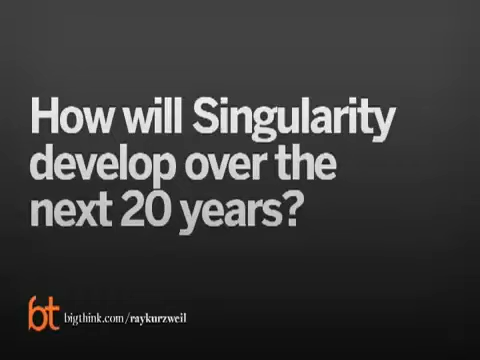 How will Singularity
develop over the
next 20 years?
bt bigthink.com/raykurzweil